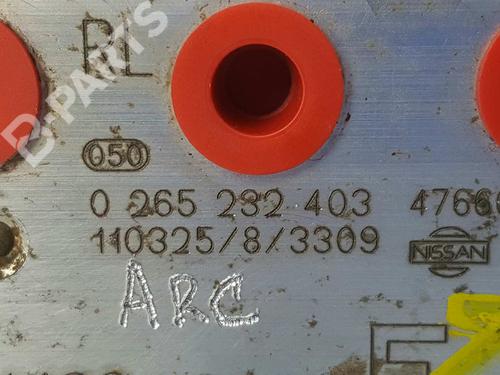 RL
B-PARTS
050
0 265 232 403 4766
110325/8/3309
NISSAN
ARC